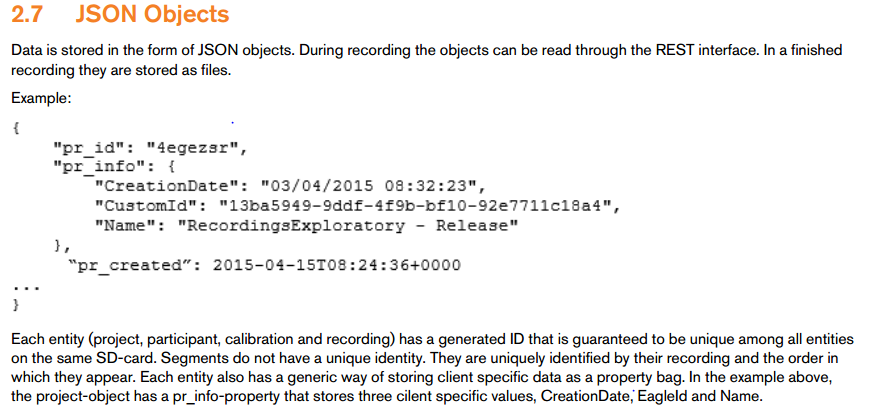 2.7 JSON Objects
Data is stored in the form of JSON objects. During recording the objects can be read through the REST interface. In a finished
recording they are stored as files.
Example:
{
"pr_id": "4egezsr",
"pr_info": {
"CreationDate": "03/04/2015 08:32:23",
"CustomId": "13ba5949-9ddf-4f9b-bf10-92e7711c18a4",
"Name": "RecordingsExploratory - Release"
},
“pr_created”: 2015-04-15T08:24:36+0000
...
}
Each entity (project, participant, calibration and recording) has a generated ID that is guaranteed to be unique among all entities
on the same SD-card. Segments do not have a unique identity. They are uniquely identified by their recording and the order in
which they appear. Each entity also has a generic way of storing client specific data as a property bag. In the example above,
the project-object has a pr_info-property that stores three cilent specific values, CreationDate, EagleId and Name.